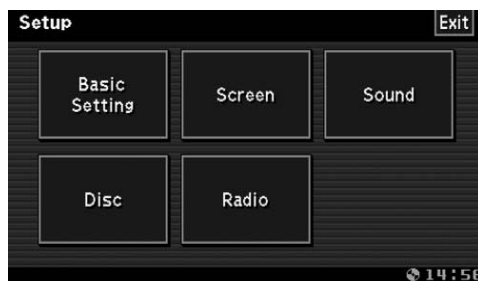 Setup
Exit
Basic
Setting
Screen
Sound
Disc
Radio
14:56